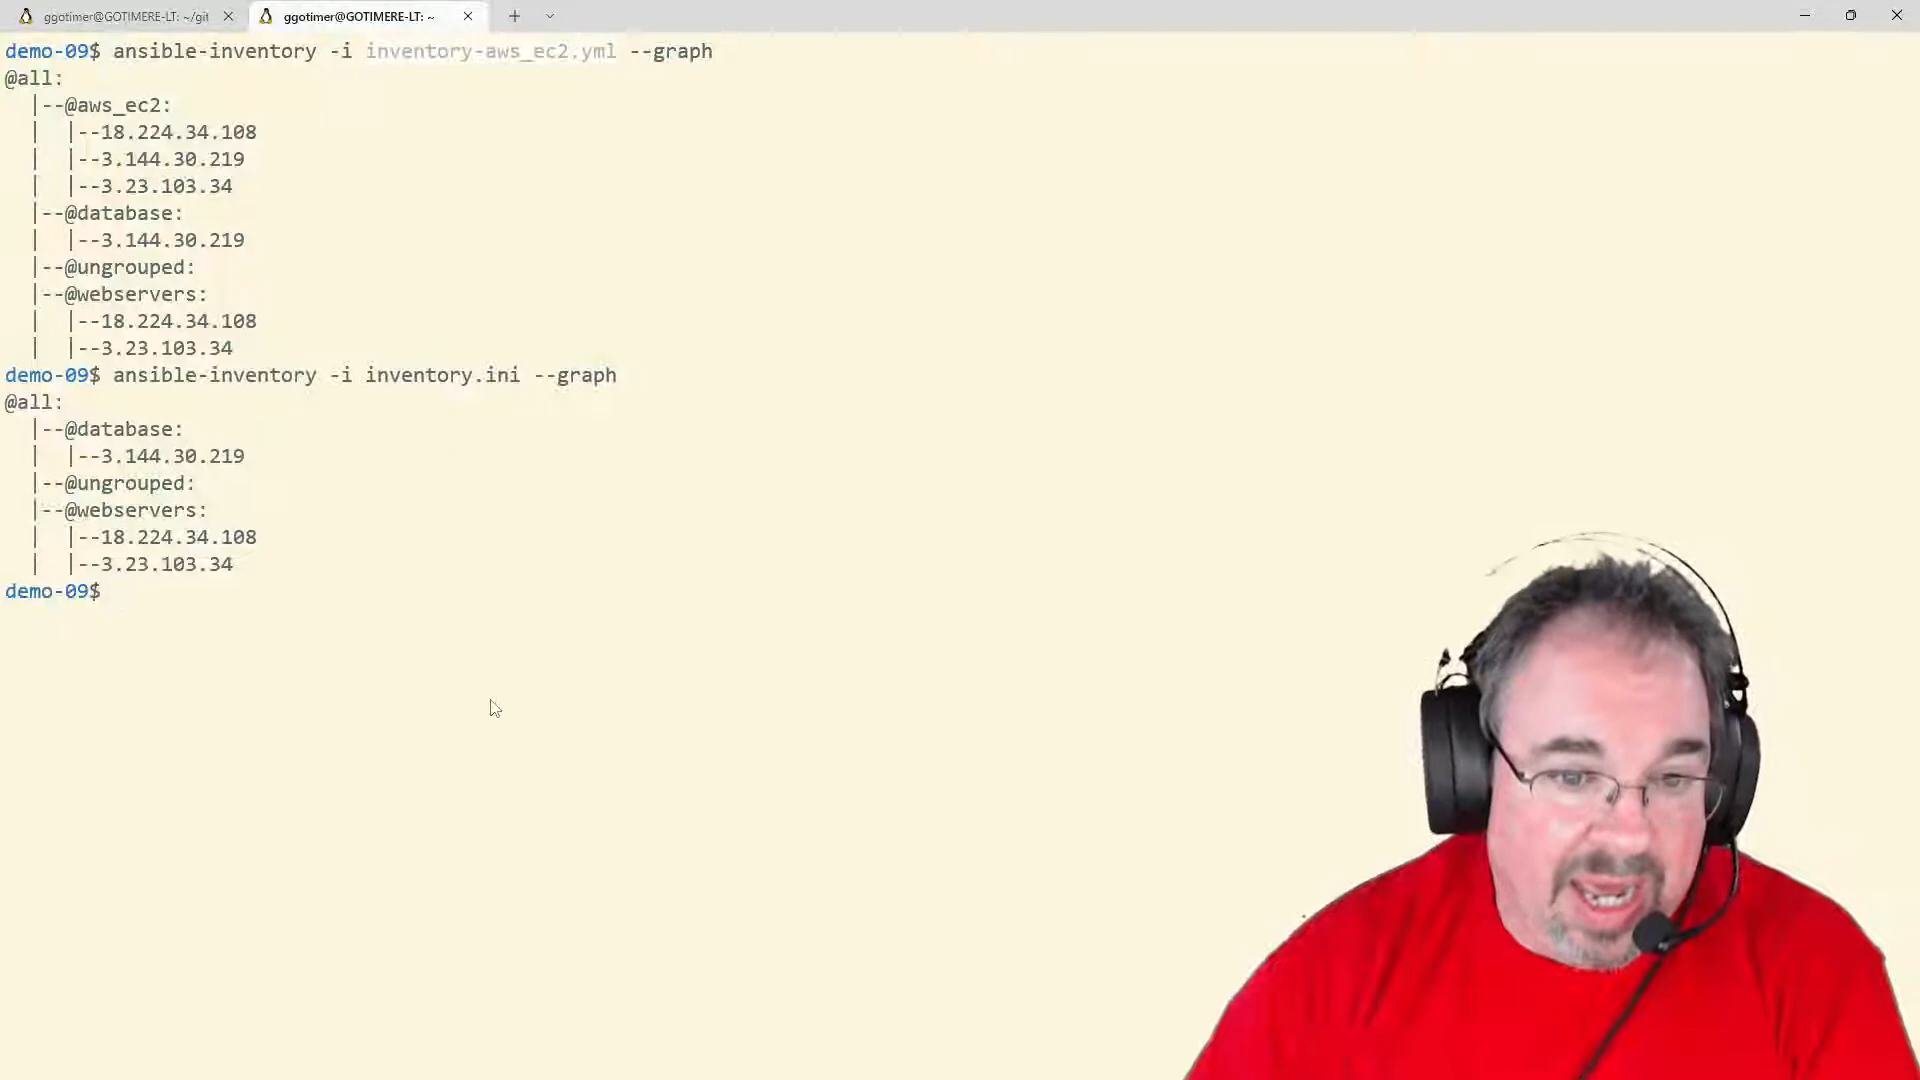 ggotimer@GOTIMERE-LT: ~/git
ggotimer@GOTIMERE-LT: ~
demo-09$ ansible-inventory -i inventory-aws_ec2.yml --graph
@all:
|--@aws_ec2:
| |--18.224.34.108
| |--3.144.30.219
| |--3.23.103.34
|--@database:
| |--3.144.30.219
|--@ungrouped:
|--@webservers:
| |--18.224.34.108
| |--3.23.103.34
demo-09$ ansible-inventory -i inventory.ini --graph
@all:
|--@database:
| |--3.144.30.219
|--@ungrouped:
|--@webservers:
| |--18.224.34.108
| |--3.23.103.34
demo-09$